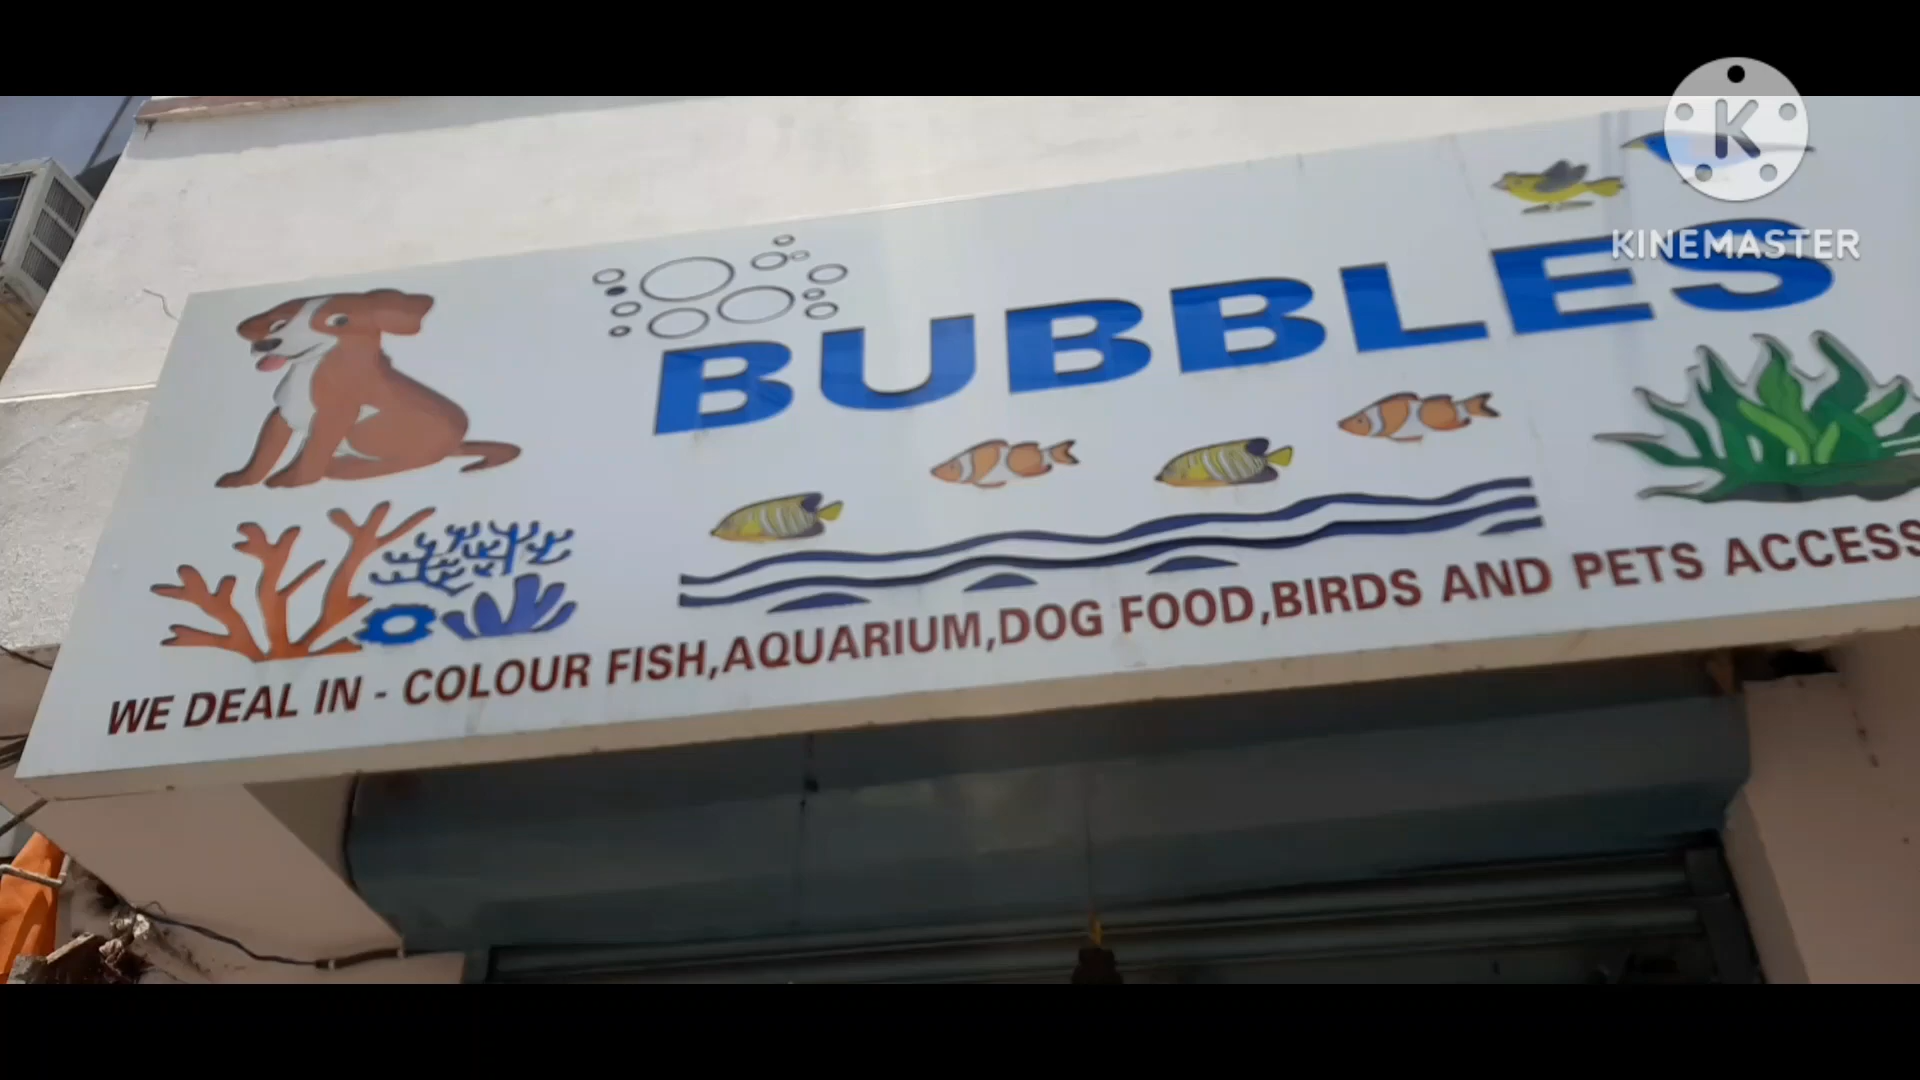 K
KINEMASTER
BUBBLES
WE DEAL IN - COLOUR FISH,AQUARIUM,DOG FOOD,BIRDS AND PETS ACCESS